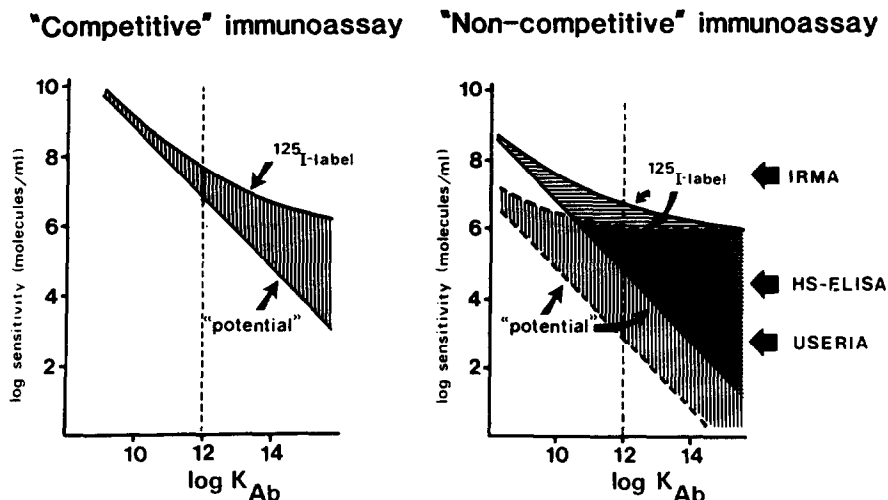 "Competitive" immunoassay
"Non-competitive" immunoassay
log sensitivity (molecules/ml)
10
8
6
4
2
125I-label
"potential"
10
12
14
log KAb
log sensitivity (molecules/ml)
10
8
6
4
2
125I-label
"potential"
10
12
14
log KAb
IRMA
HS-ELISA
USERIA